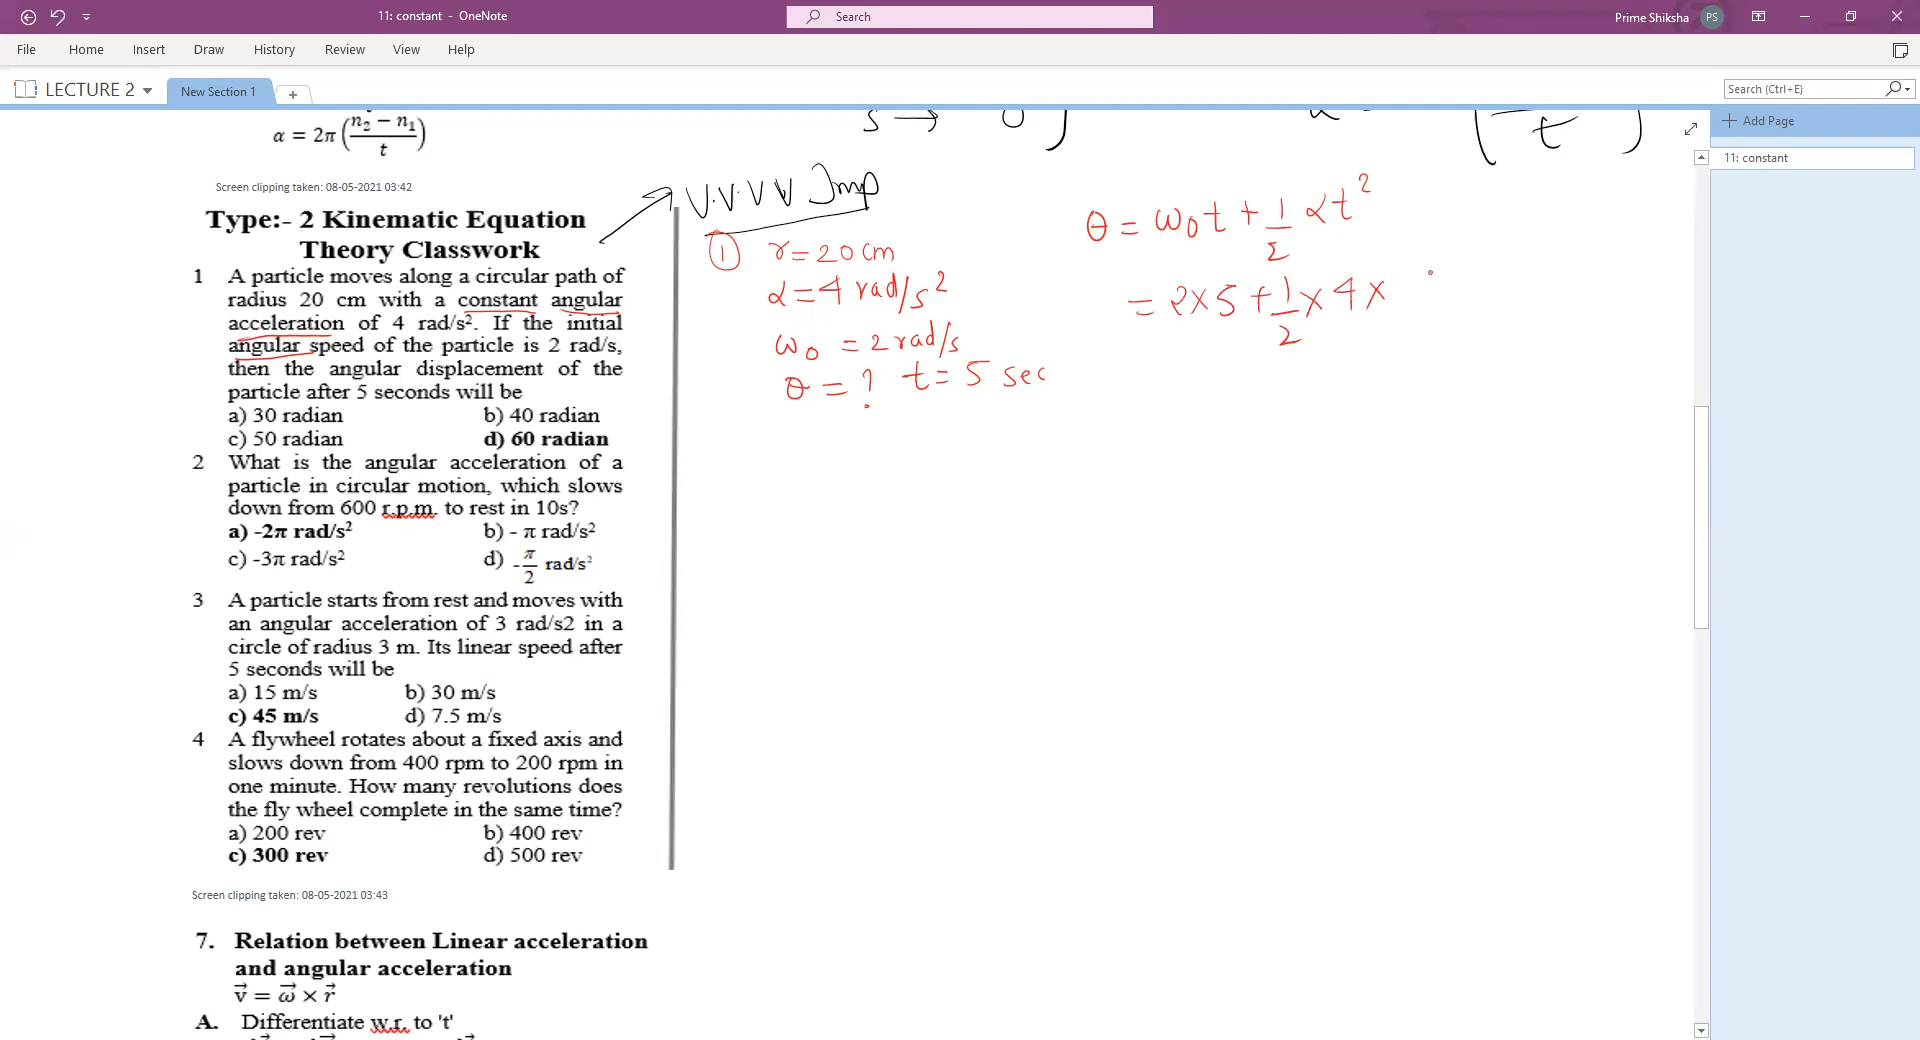 11: constant - OneNote
Search
Prime Shiksha PS
File Home Insert Draw History Review View Help
LECTURE 2 New Section 1 +
Search (Ctrl+E)
Add Page
11: constant
α = 2π (n₂ − n₁ / t)
s → 0
t
Screen clipping taken: 08-05-2021 03:42
V.V.V V Imp
Type:- 2 Kinematic Equation
Theory Classwork
1 A particle moves along a circular path of
radius 20 cm with a constant angular
acceleration of 4 rad/s². If the initial
angular speed of the particle is 2 rad/s,
then the angular displacement of the
particle after 5 seconds will be
a) 30 radian b) 40 radian
c) 50 radian d) 60 radian
2 What is the angular acceleration of a
particle in circular motion, which slows
down from 600 r.p.m. to rest in 10s?
a) -2π rad/s² b) - π rad/s²
c) -3π rad/s² d) -π/2 rad/s²
3 A particle starts from rest and moves with
an angular acceleration of 3 rad/s2 in a
circle of radius 3 m. Its linear speed after
5 seconds will be
a) 15 m/s b) 30 m/s
c) 45 m/s d) 7.5 m/s
4 A flywheel rotates about a fixed axis and
slows down from 400 rpm to 200 rpm in
one minute. How many revolutions does
the fly wheel complete in the same time?
a) 200 rev b) 400 rev
c) 300 rev d) 500 rev
① r = 20 cm
α = 4 rad/s²
ω₀ = 2 rad/s
θ = ? t = 5 sec
θ = ω₀t + 1/2 αt²
= 2 × 5 + 1/2 × 4 ×
Screen clipping taken: 08-05-2021 03:43
7. Relation between Linear acceleration
and angular acceleration
v⃗ = ω⃗ × r⃗
A. Differentiate w.r. to 't'